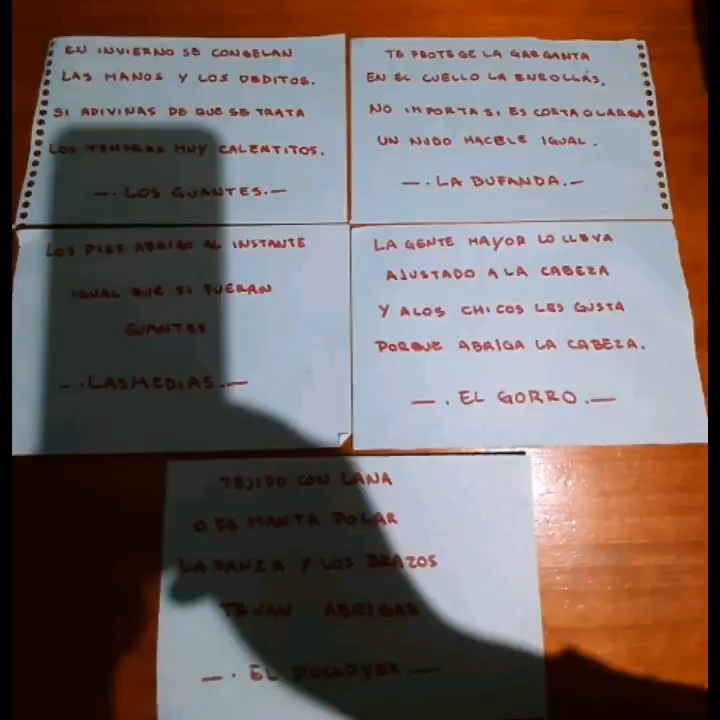 EN INVIERNO SE CONGELAN
LAS MANOS Y LOS DEDITOS.
SI ADIVINAS DE QUE SE TRATA
LOS TENDRAS MUY CALENTITOS.
—. LOS GUANTES.—
TE PROTEGE LA GARGANTA
EN EL CUELLO LA ENROLLÁS,
NO IMPORTA SI ES CORTA O LARGA
UN NUDO HACELE IGUAL.
—. LA BUFANDA.—
LOS PIES ABRIGO AL INSTANTE
IGUAL QUE SI FUERAN
GUANTES
—. LAS MEDIAS.—
LA GENTE MAYOR LO LLEVA
AJUSTADO A LA CABEZA
Y A LOS CHICOS LES GUSTA
PORQUE ABRIGA LA CABEZA.
—. EL GORRO.—
TEJIDO CON LANA
O DE MANTA POLAR
LA PANZA Y LOS BRAZOS
TE VAN ABRIGAR
—. EL PULLOVER —